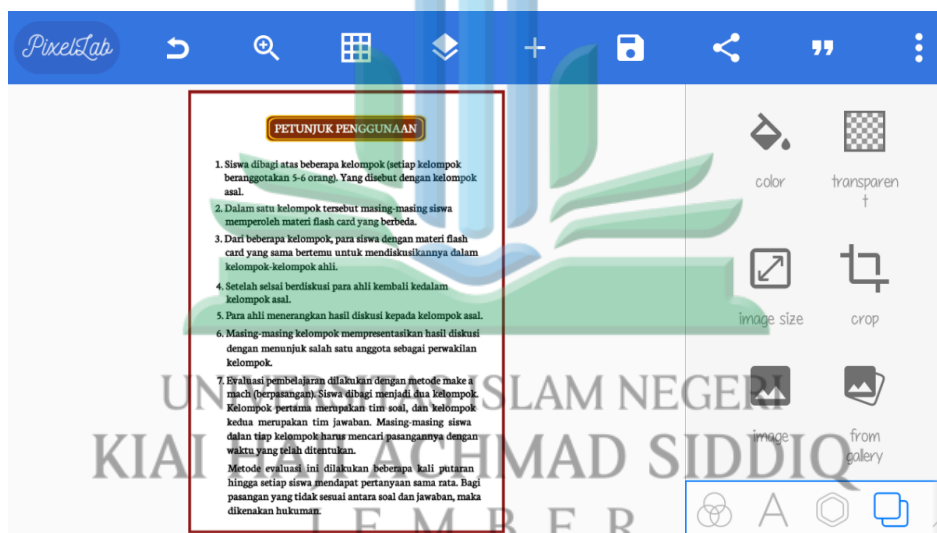 PixelLab
PETUNJUK PENGGUNAAN
1. Siswa dibagi atas beberapa kelompok (setiap kelompok
beranggotakan 5-6 orang). Yang disebut dengan kelompok
asal.
2. Dalam satu kelompok tersebut masing-masing siswa
memperoleh materi flash card yang berbeda.
3. Dari beberapa kelompok, para siswa dengan materi flash
card yang sama bertemu untuk mendiskusikannya dalam
kelompok-kelompok ahli.
4. Setelah selsai berdiskusi para ahli kembali kedalam
kelompok asal.
5. Para ahli menerangkan hasil diskusi kepada kelompok asal.
6. Masing-masing kelompok mempresentasikan hasil diskusi
dengan menunjuk salah satu anggota sebagai perwakilan
kelompok.
7. Evaluasi pembelajaran dilakukan dengan metode make a
mach (berpasangan). Siswa dibagi menjadi dua kelompok.
Kelompok pertama merupakan tim soal, dan kelompok
kedua merupakan tim jawaban. Masing-masing siswa
dalan tiap kelompok harus mencari pasangannya dengan
waktu yang telah ditentukan.
Metode evaluasi ini dilakukan beberapa kali putaran
hingga setiap siswa mendapat pertanyaan sama rata. Bagi
pasangan yang tidak sesuai antara soal dan jawaban, maka
dikenakan hukuman.
color
transparen
t
image size
crop
image
from
gallery
UNIVERSITAS ISLAM NEGERI
KIAI HAJI ACHMAD SIDDIQ
JEMBER